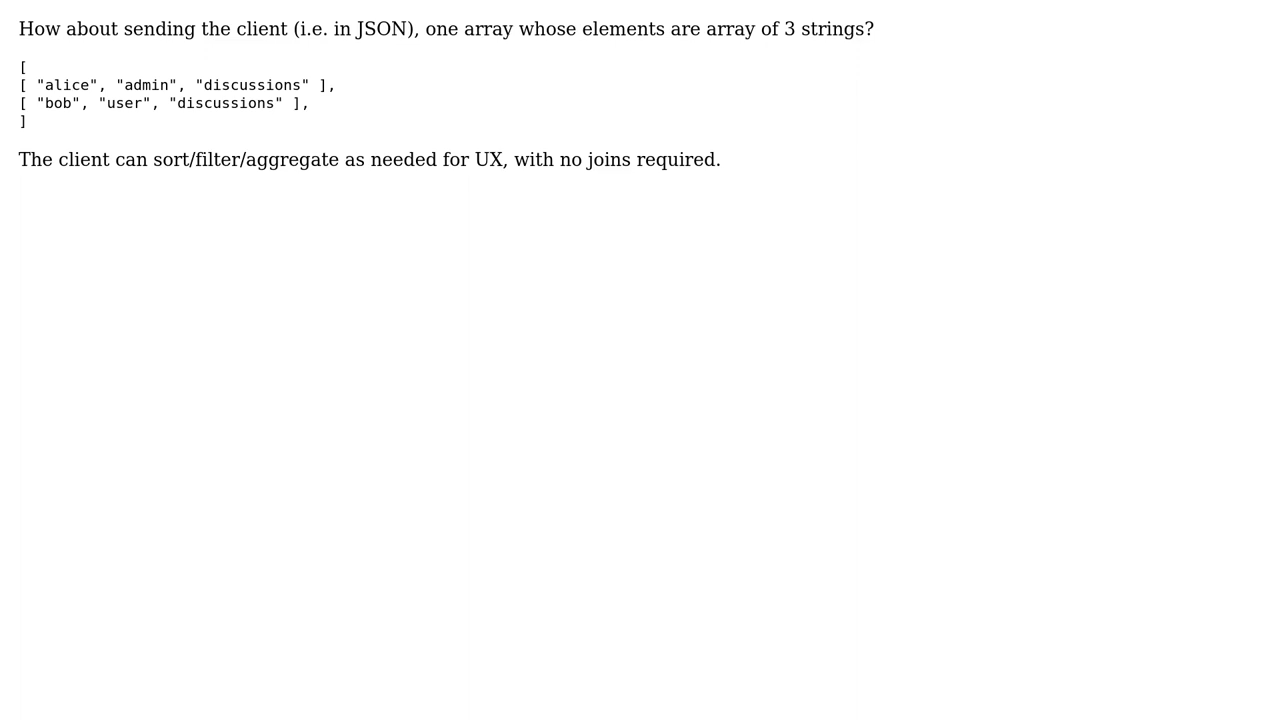 How about sending the client (i.e. in JSON), one array whose elements are array of 3 strings?
[
[ "alice", "admin", "discussions" ],
[ "bob", "user", "discussions" ],
]
The client can sort/filter/aggregate as needed for UX, with no joins required.